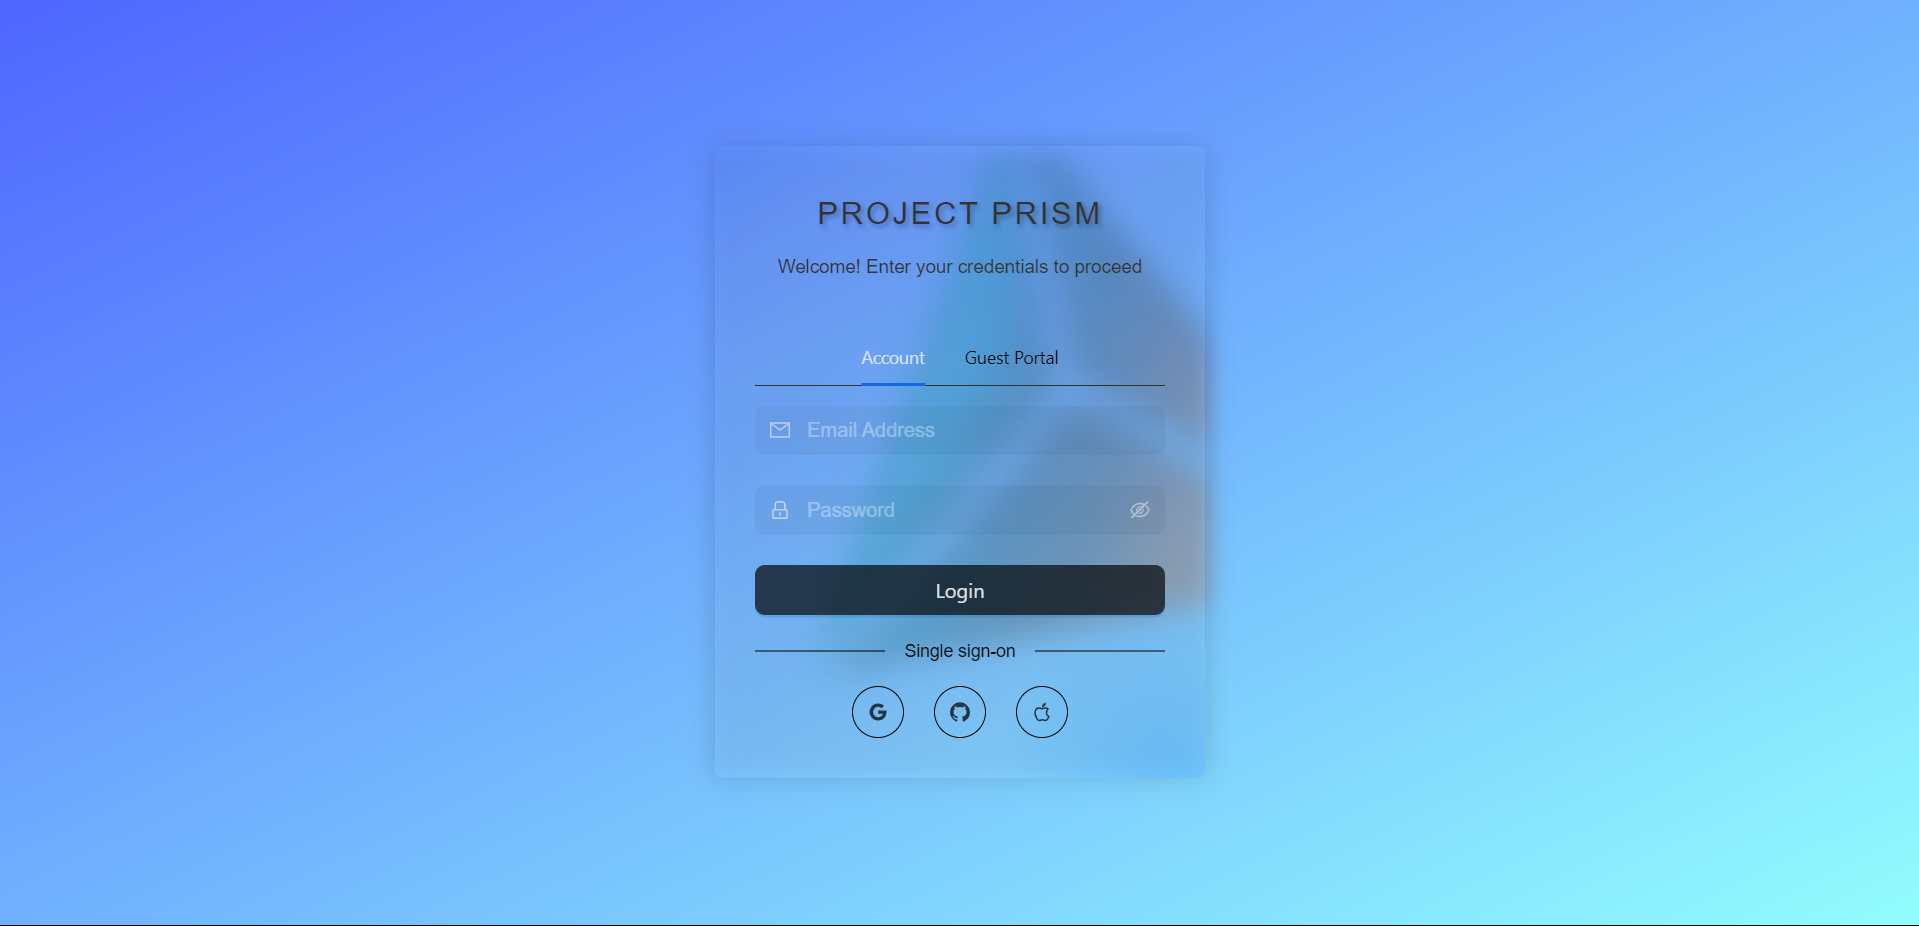 PROJECT PRISM
Welcome! Enter your credentials to proceed
Account Guest Portal
Email Address
Password
Login
Single sign-on